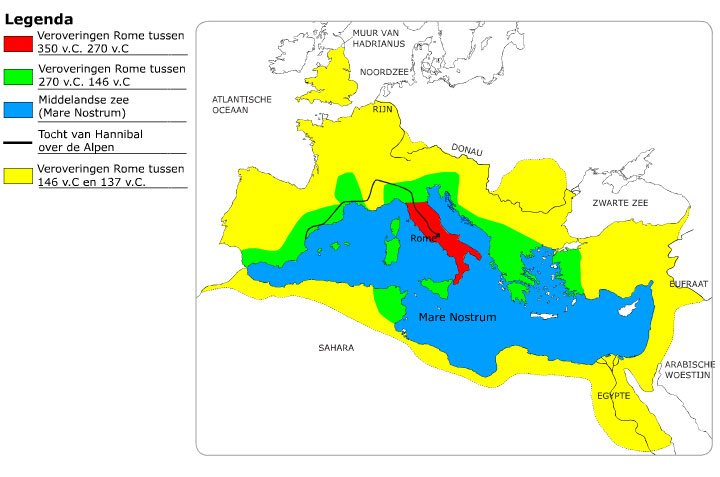 Legenda
Veroveringen Rome tussen
350 v.C. 270 v.C
Veroveringen Rome tussen
270 v.C. 146 v.C
Middelandse zee
(Mare Nostrum)
Tocht van Hannibal
over de Alpen
Veroveringen Rome tussen
146 v.C en 137 v.C.
MUUR VAN
HADRIANUS
NOORDZEE
ATLANTISCHE
OCEAAN
RIJN
DONAU
ZWARTE ZEE
Rome
EUFRAAT
Mare Nostrum
SAHARA
ARABISCHE
WOESTIJN
EGYPTE